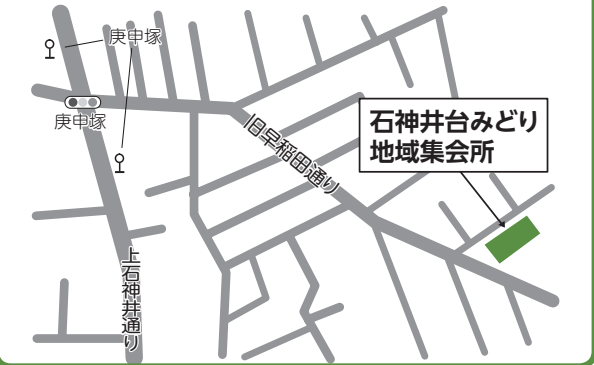 庚申塚
庚申塚
旧早稲田通り
石神井台みどり
地域集会所
上石神井通り